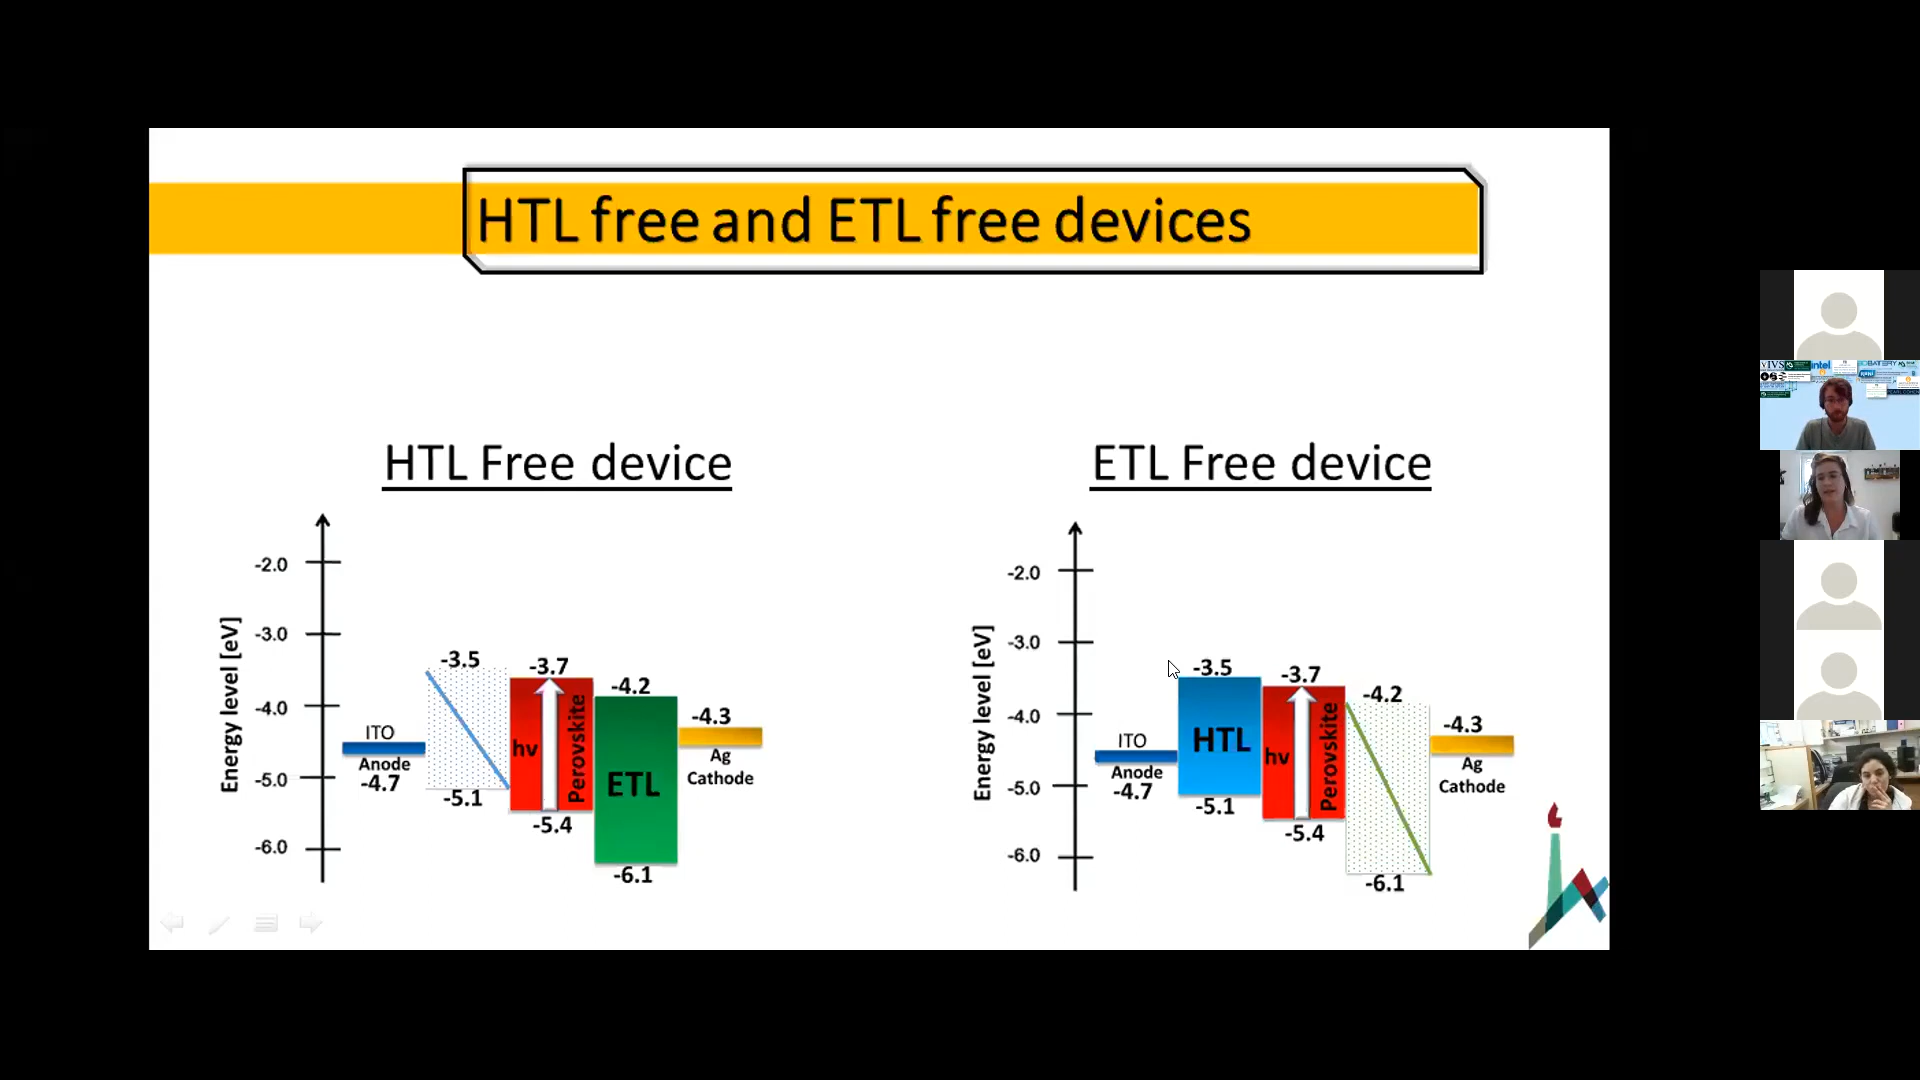 HTL free and ETL free devices
HTL Free device
Energy level [eV]
-2.0
-3.0
-4.0
-5.0
-6.0
ITO
Anode
-4.7
-3.5
-5.1
-3.7
hv
Perovskite
-5.4
-4.2
ETL
-6.1
-4.3
Ag
Cathode
ETL Free device
Energy level [eV]
-2.0
-3.0
-4.0
-5.0
-6.0
ITO
Anode
-4.7
-3.5
HTL
-5.1
-3.7
hv
Perovskite
-5.4
-4.2
-6.1
-4.3
Ag
Cathode
intel